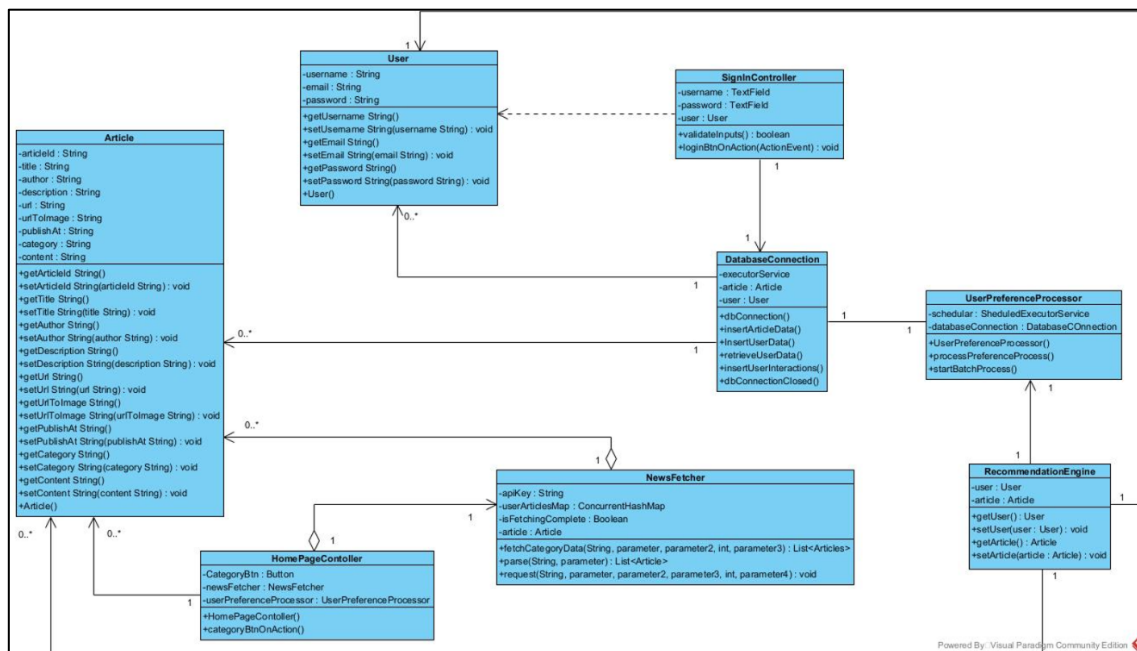 1
User
-username : String
-email : String
-password : String
+getUsername String()
+setUsername String(username String) : void
+getEmail String()
+setEmail String(email String) : void
+getPassword String()
+setPassword String(password String) : void
+User()
0..*
SignInController
-username : TextField
-password : TextField
-user : User
+validateInputs() : boolean
+loginBtnOnAction(ActionEvent) : void
1
1
Article
-articleId : String
-title : String
-author : String
-description : String
-url : String
-urlToImage : String
-publishAt : String
-category : String
-content : String
+getArticleId String()
+setArticleId String(articleId String) : void
+getTitle String()
+setTitle String(title String) : void
+getAuthor String()
+setAuthor String(author String) : void
+getDescription String()
+setDescription String(description String) : void
+getUrl String()
+setUrl String(url String) : void
+getUrlToImage String()
+setUrlToImage String(urlToImage String) : void
+getPublishAt String()
+setPublishAt String(publishAt String) : void
+getCategory String()
+setCategory String(category String) : void
+getContent String()
+setContent String(content String) : void
+Article()
0..*
0..*
0..*
0..*
DatabaseConnection
-executorService
-article : Article
-user : User
+dbConnection()
+insertArticleData()
+InsertUserData()
+retrieveUserData()
+insertUserInteractions()
+dbConnectionClosed()
1
1
1
1
UserPreferenceProcessor
-schedular : SheduledExecutorService
-databaseConnection : DatabaseCOnnection
+UserPreferenceProcessor()
+processPreferenceProcess()
+startBatchProcess()
1
1
NewsFetcher
-apiKey : String
-userArticlesMap : ConcurrentHashMap
-isFetchingComplete : Boolean
-article : Article
+fetchCategoryData(String, parameter, parameter2, int, parameter3) : List<Articles>
+parse(String, parameter) : List<Article>
+request(String, parameter, parameter2, parameter3, int, parameter4) : void
1
1
1
1
HomePageContoller
-CategoryBtn : Button
-newsFetcher : NewsFetcher
-userPreferenceProcessor : UserPreferenceProcessor
+HomePageContoller()
+categoryBtnOnAction()
RecommendationEngine
-user : User
-article : Article
+getUser() : User
+setUser(user : User) : void
+getArticle() : Article
+setArticle(article : Article) : void
1
1
Powered By: Visual Paradigm Community Edition